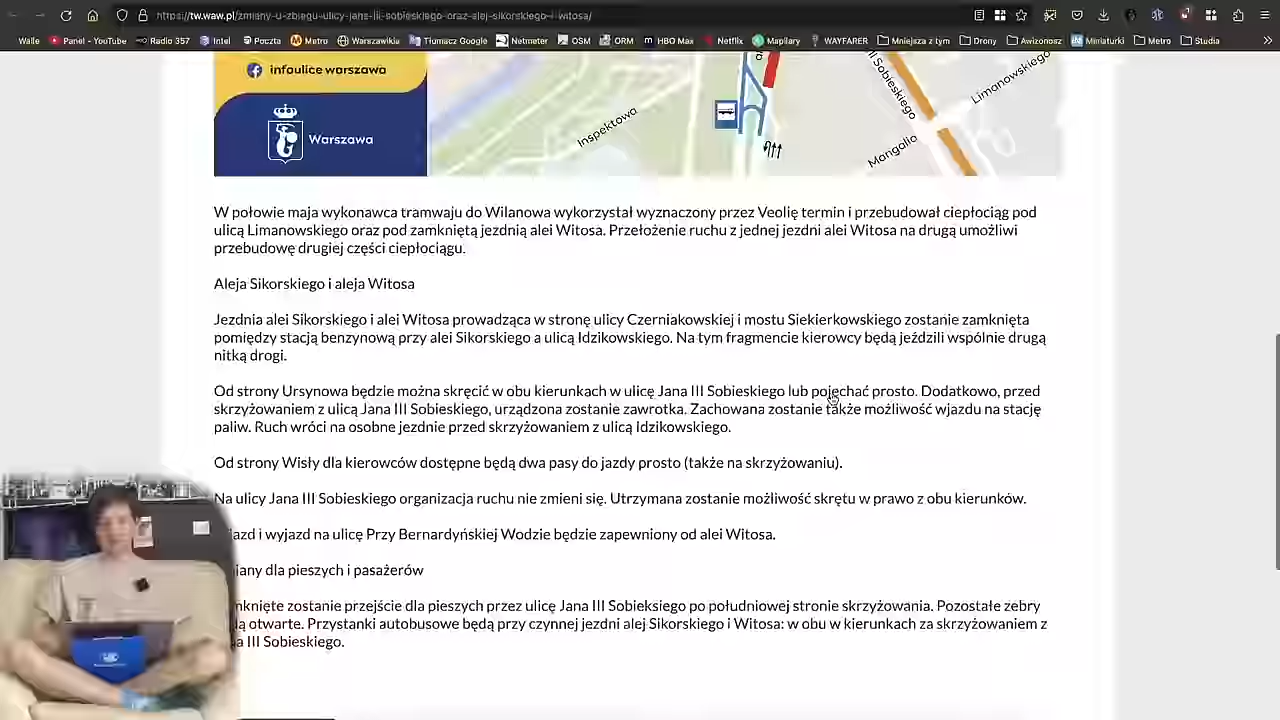 https://tw.waw.pl/zmiany-u-zbiegu-ulicy-jana-iii-sobieskiego-oraz-alej-sikorskiego-i-witosa/
Walle Panel - YouTube Radio 357 Intel Poczta Metro Warszawikia Tłumacz Google Netmeter OSM ORM HBO Max Netflix Mapilary WAYFARER Mniejsza z tym Drony Awizonosz Miniaturki Metro Studia
infoulice warszawa
Warszawa
Inspektowa
III Sobieskiego
Limanowskiego
Mangalia
W połowie maja wykonawca tramwaju do Wilanowa wykorzystał wyznaczony przez Veolię termin i przebudował ciepłociąg pod
ulicą Limanowskiego oraz pod zamkniętą jezdnią alei Witosa. Przełożenie ruchu z jednej jezdni alei Witosa na drugą umożliwi
przebudowę drugiej części ciepłociągu.
Aleja Sikorskiego i aleja Witosa
Jezdnia alei Sikorskiego i alei Witosa prowadząca w stronę ulicy Czerniakowskiej i mostu Siekierkowskiego zostanie zamknięta
pomiędzy stacją benzynową przy alei Sikorskiego a ulicą Idzikowskiego. Na tym fragmencie kierowcy będą jeździli wspólnie drugą
nitką drogi.
Od strony Ursynowa będzie można skręcić w obu kierunkach w ulicę Jana III Sobieskiego lub pojechać prosto. Dodatkowo, przed
skrzyżowaniem z ulicą Jana III Sobieskiego, urządzona zostanie zawrotka. Zachowana zostanie także możliwość wjazdu na stację
paliw. Ruch wróci na osobne jezdnie przed skrzyżowaniem z ulicą Idzikowskiego.
Od strony Wisły dla kierowców dostępne będą dwa pasy do jazdy prosto (także na skrzyżowaniu).
Na ulicy Jana III Sobieskiego organizacja ruchu nie zmieni się. Utrzymana zostanie możliwość skrętu w prawo z obu kierunków.
azd i wyjazd na ulicę Przy Bernardyńskiej Wodzie będzie zapewniony od alei Witosa.
iany dla pieszych i pasażerów
mknięte zostanie przejście dla pieszych przez ulicę Jana III Sobieksiego po południowej stronie skrzyżowania. Pozostałe zebry
ą otwarte. Przystanki autobusowe będą przy czynnej jezdni alej Sikorskiego i Witosa: w obu w kierunkach za skrzyżowaniem z
a III Sobieskiego.